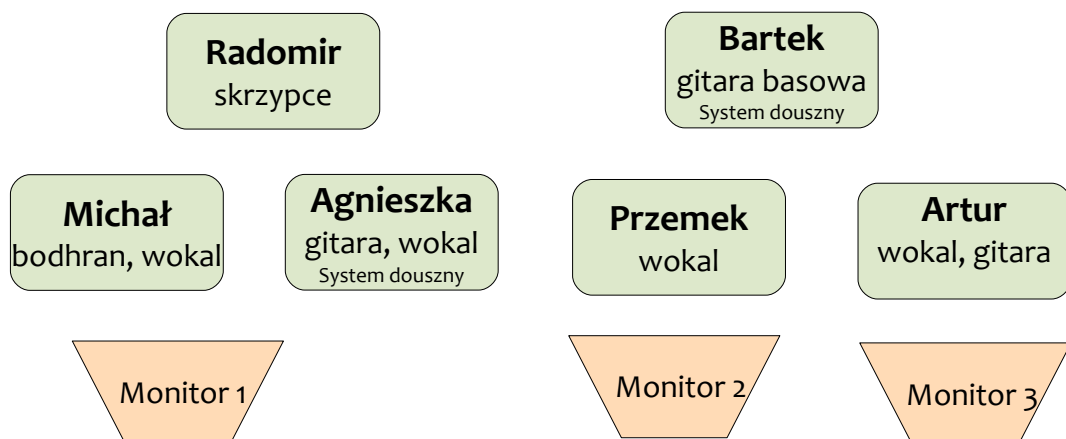 Radomir
skrzypce
Bartek
gitara basowa
System douszny
Michał
bodhran, wokal
Agnieszka
gitara, wokal
System douszny
Przemek
wokal
Artur
wokal, gitara
Monitor 1
Monitor 2
Monitor 3